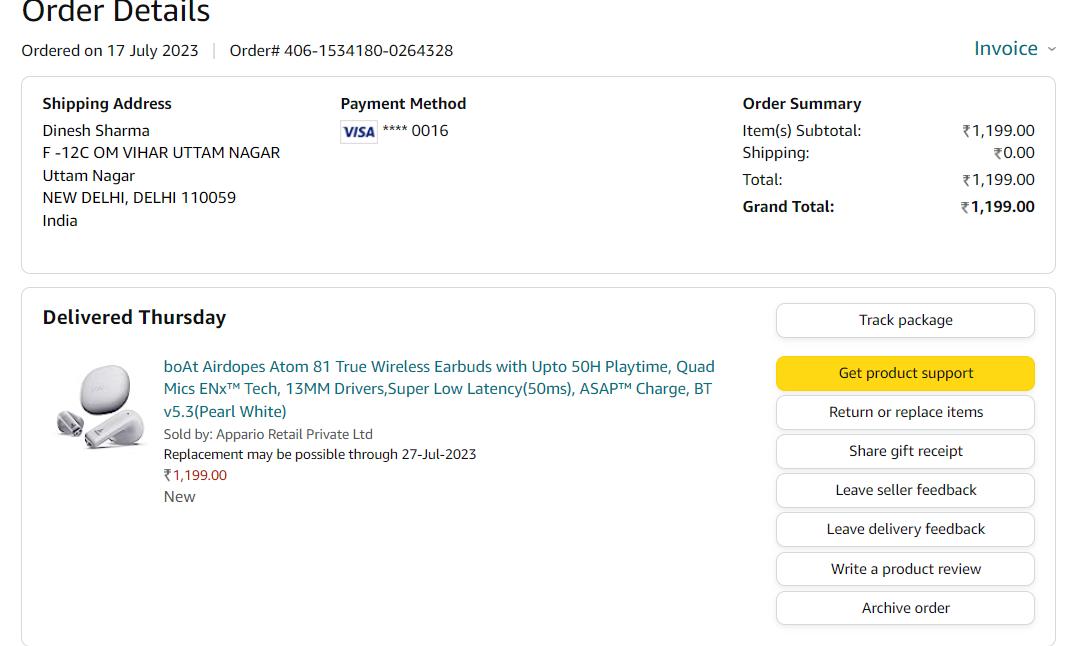 Order Details
Ordered on 17 July 2023 | Order# 406-1534180-0264328
Invoice
Shipping Address
Dinesh Sharma
F -12C OM VIHAR UTTAM NAGAR
Uttam Nagar
NEW DELHI, DELHI 110059
India
Payment Method
VISA **** 0016
Order Summary
Item(s) Subtotal: ₹1,199.00
Shipping: ₹0.00
Total: ₹1,199.00
Grand Total: ₹1,199.00
Delivered Thursday
boAt Airdopes Atom 81 True Wireless Earbuds with Upto 50H Playtime, Quad
Mics ENx™ Tech, 13MM Drivers,Super Low Latency(50ms), ASAP™ Charge, BT
v5.3(Pearl White)
Sold by: Appario Retail Private Ltd
Replacement may be possible through 27-Jul-2023
₹1,199.00
New
Track package
Get product support
Return or replace items
Share gift receipt
Leave seller feedback
Leave delivery feedback
Write a product review
Archive order